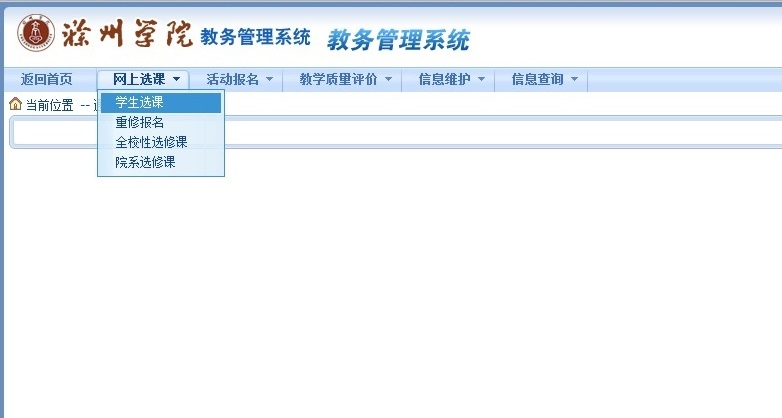 滁州学院 教务管理系统 教务管理系统
返回首页 网上选课 活动报名 教学质量评价 信息维护 信息查询
当前位置 --
学生选课
重修报名
全校性选修课
院系选修课